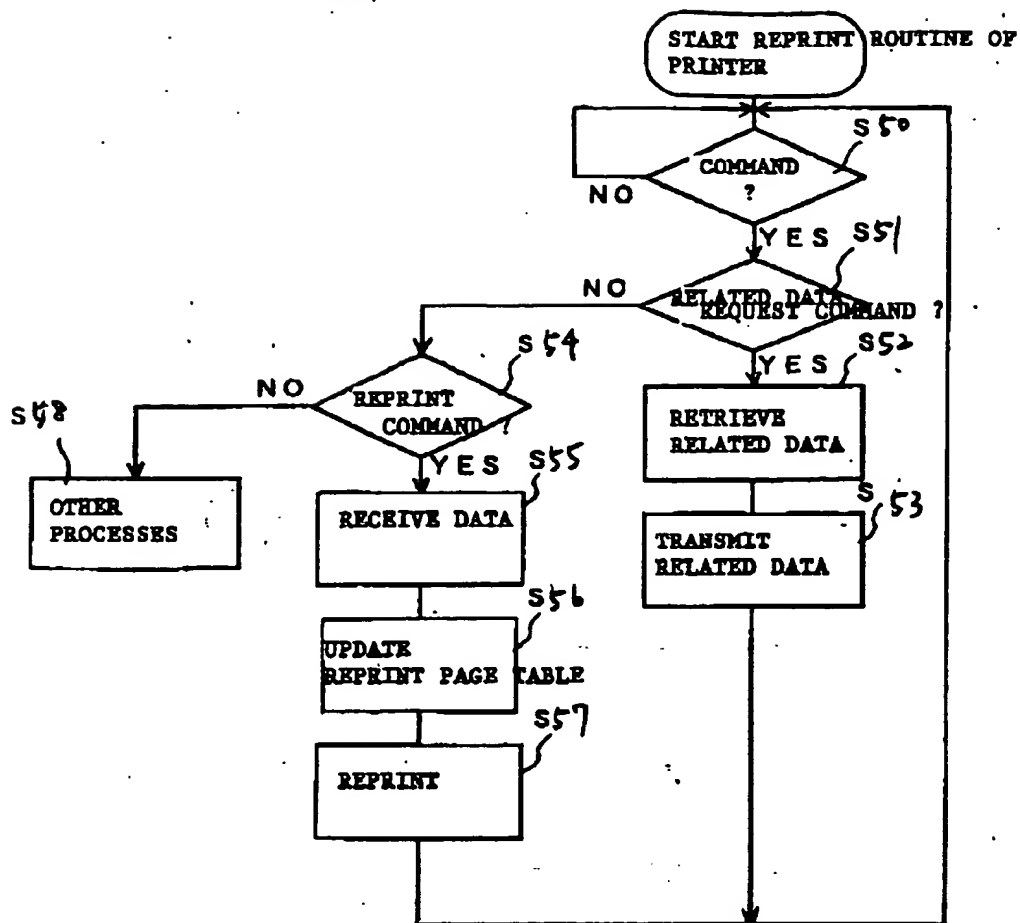 START REPRINT ROUTINE OF
PRINTER
S50
COMMAND
?
NO
YES
S51
RELATED DATA
REQUEST COMMAND ?
NO
YES
S52
RETRIEVE
RELATED DATA
S53
TRANSMIT
RELATED DATA
S54
REPRINT
COMMAND ?
NO
YES
S58
OTHER
PROCESSES
S55
RECEIVE DATA
S56
UPDATE
REPRINT PAGE TABLE
S57
REPRINT